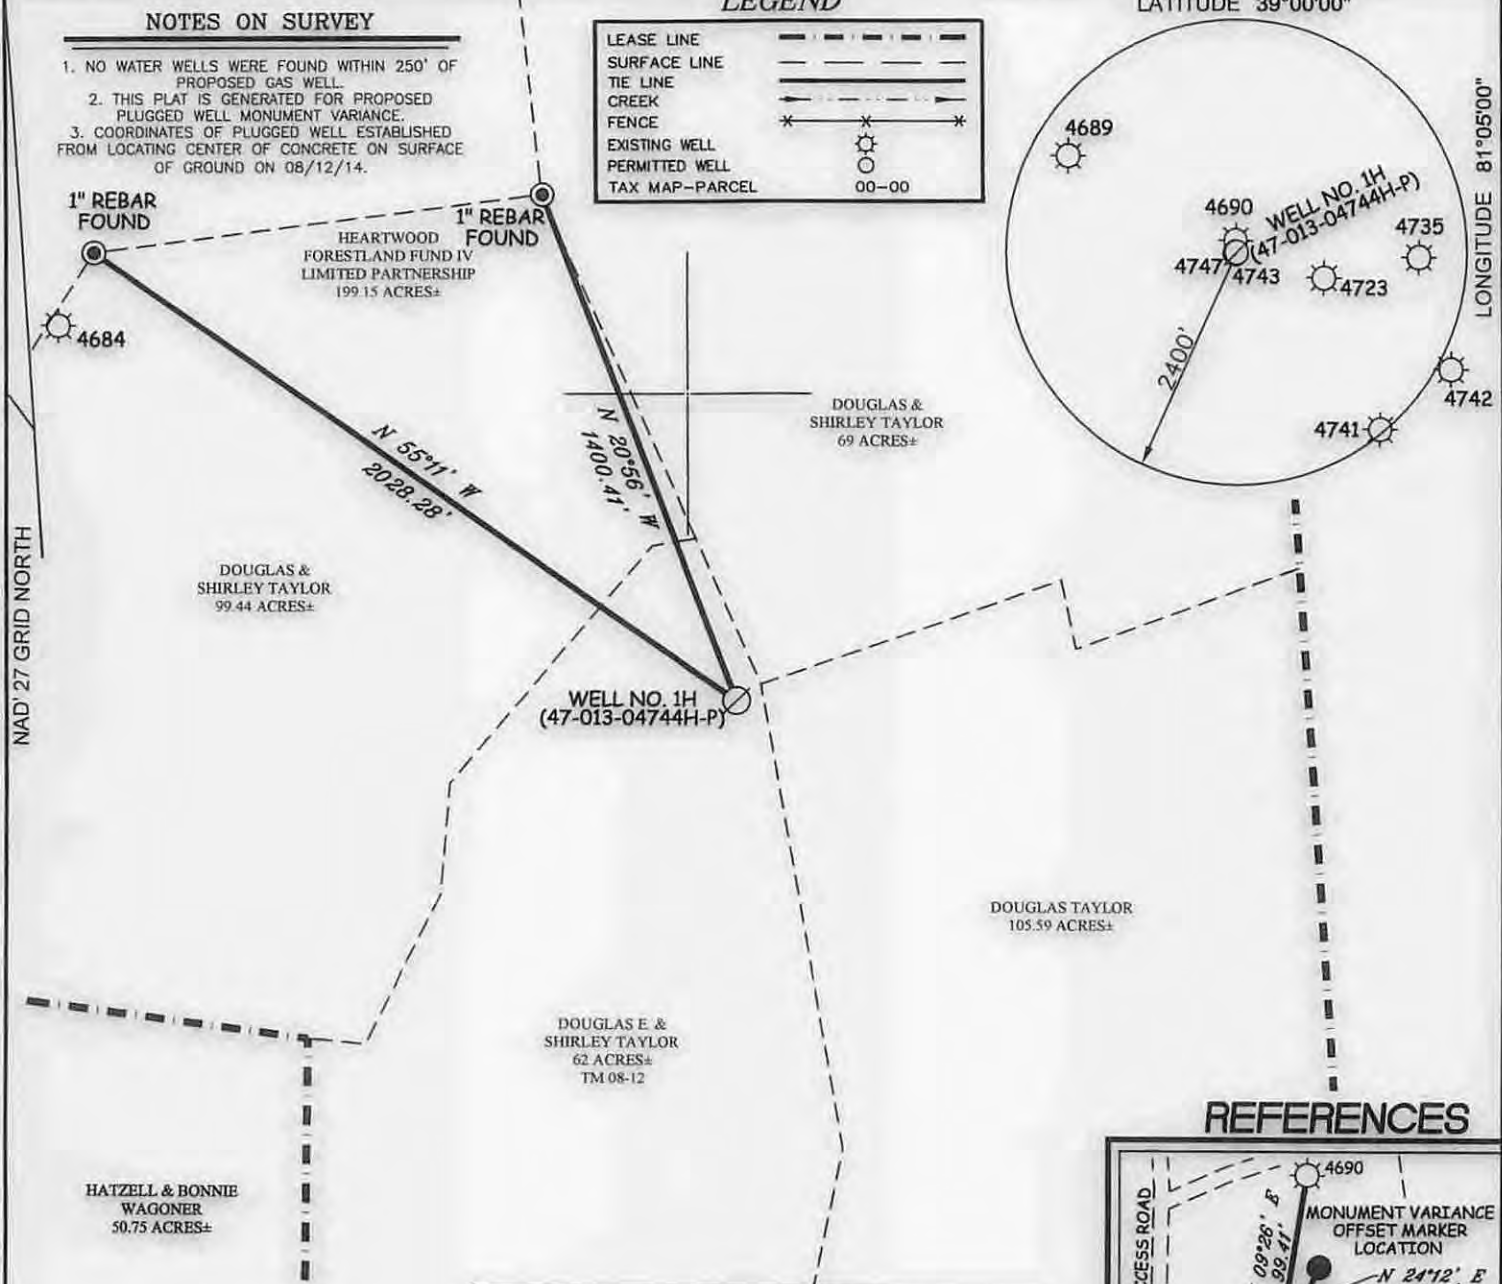 NOTES ON SURVEY
1. NO WATER WELLS WERE FOUND WITHIN 250' OF
PROPOSED GAS WELL.
2. THIS PLAT IS GENERATED FOR PROPOSED
PLUGGED WELL MONUMENT VARIANCE.
3. COORDINATES OF PLUGGED WELL ESTABLISHED
FROM LOCATING CENTER OF CONCRETE ON SURFACE
OF GROUND ON 08/12/14.
LEGEND
LEASE LINE
SURFACE LINE
TIE LINE
CREEK
FENCE
EXISTING WELL
PERMITTED WELL
TAX MAP-PARCEL 00-00
LATITUDE 39°00'00"
LONGITUDE 81°05'00"
4689
4690
WELL NO. 1H
(47-013-04744H-P)
4735
4747
4743
4723
2400'
4742
4741
1" REBAR
FOUND
1" REBAR
FOUND
HEARTWOOD
FORESTLAND FUND IV
LIMITED PARTNERSHIP
199.15 ACRES±
4684
N 55°11' W
2028.28'
N 20°56' W
1400.41'
DOUGLAS &
SHIRLEY TAYLOR
69 ACRES±
NAD' 27 GRID NORTH
DOUGLAS &
SHIRLEY TAYLOR
99.44 ACRES±
WELL NO. 1H
(47-013-04744H-P)
DOUGLAS TAYLOR
105.59 ACRES±
DOUGLAS E &
SHIRLEY TAYLOR
62 ACRES±
TM 08-12
HATZELL & BONNIE
WAGONER
50.75 ACRES±
REFERENCES
4690
CCESS ROAD
09°26' E
99.41'
MONUMENT VARIANCE
OFFSET MARKER
LOCATION
N 24°12' E